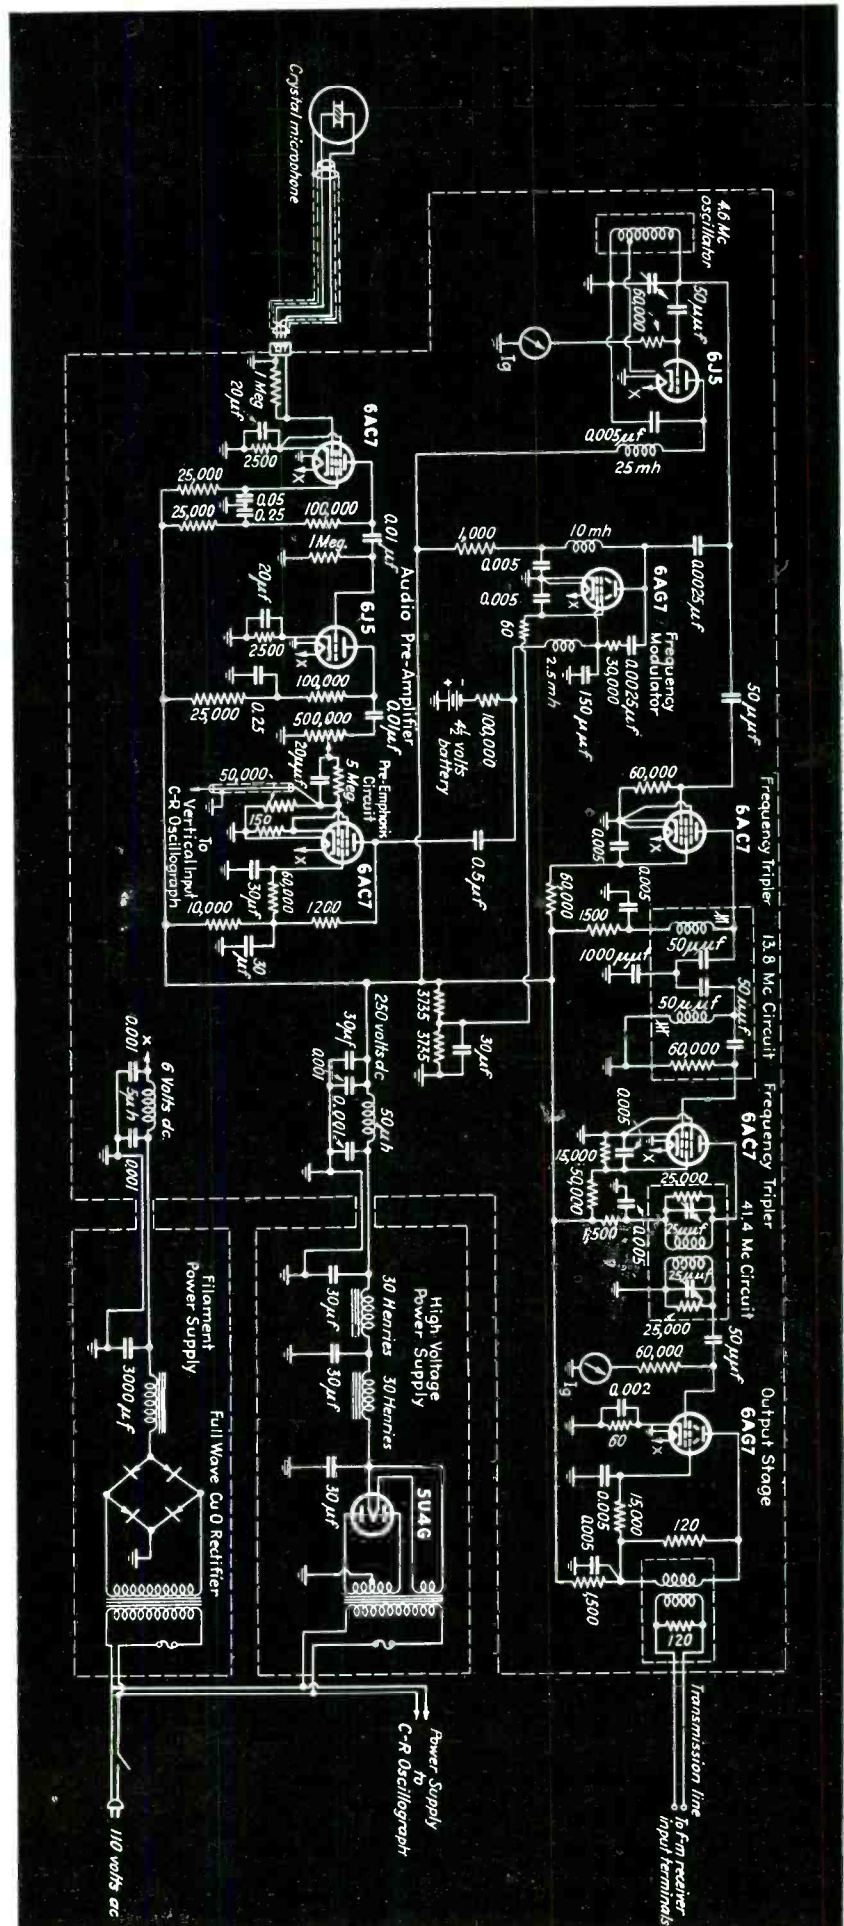 Crystal microphone
4.6 Mc
oscillator
50 μμf
60,000
Ig
6J5
X
0.005 μf
25 mh
1 Meg
20 μf
2500
6AC7
X
25,000
0.05
0.25
25,000
100,000
0.01 μf
1 Meg.
Audio Pre-Amplifier
20 μf
2500
6J5
X
0.25
25,000
100,000
0.01 μf
500,000
Pre-Emphasis
Circuit
5 Meg.
20 μμf
50,000
150
6AC7
X
To
Vertical Input
C-R Oscillograph
30 μf
60,000
10,000
1200
30
μf
0.5 μf
1,000
10 mh
0.005
0.005
6AG7
X
Frequency
Modulator
0.0025 μf
60
2.5 mh
30,000
0.0025 μf
150 μμf
100,000
+ -
4½ volts
battery
50 μμf
Frequency Tripler
6AC7
60,000
X
0.005
0.005
60,000
1500
13.8 Mc Circuit
50 μμf
1000 μμf
50 μμf
50 μμf
60,000
Frequency Tripler
6AC7
X
0.005
15,000
50,000
0.005
1,500
41.4 Mc Circuit
25,000
25 μμf
25 μμf
25,000
50 μμf
60,000
Ig
Output Stage
6AG7
0.002
60
X
0.005
15,000
0.005
1,500
120
120
Transmission line
To f-m receiver
input terminals
3735
3735
30 μf
250 volts dc
30 μf
0.001
0.001
50 μh
6 Volts dc.
X
0.001
5 μh
0.001
High Voltage
Power Supply
30 Henries
30 Henries
30 μf
30 μf
30 μf
5U4G
Filament
Power Supply
3000 μf
Full Wave Cu O Rectifier
Power Supply
to
C-R Oscillograph
110 volts ac